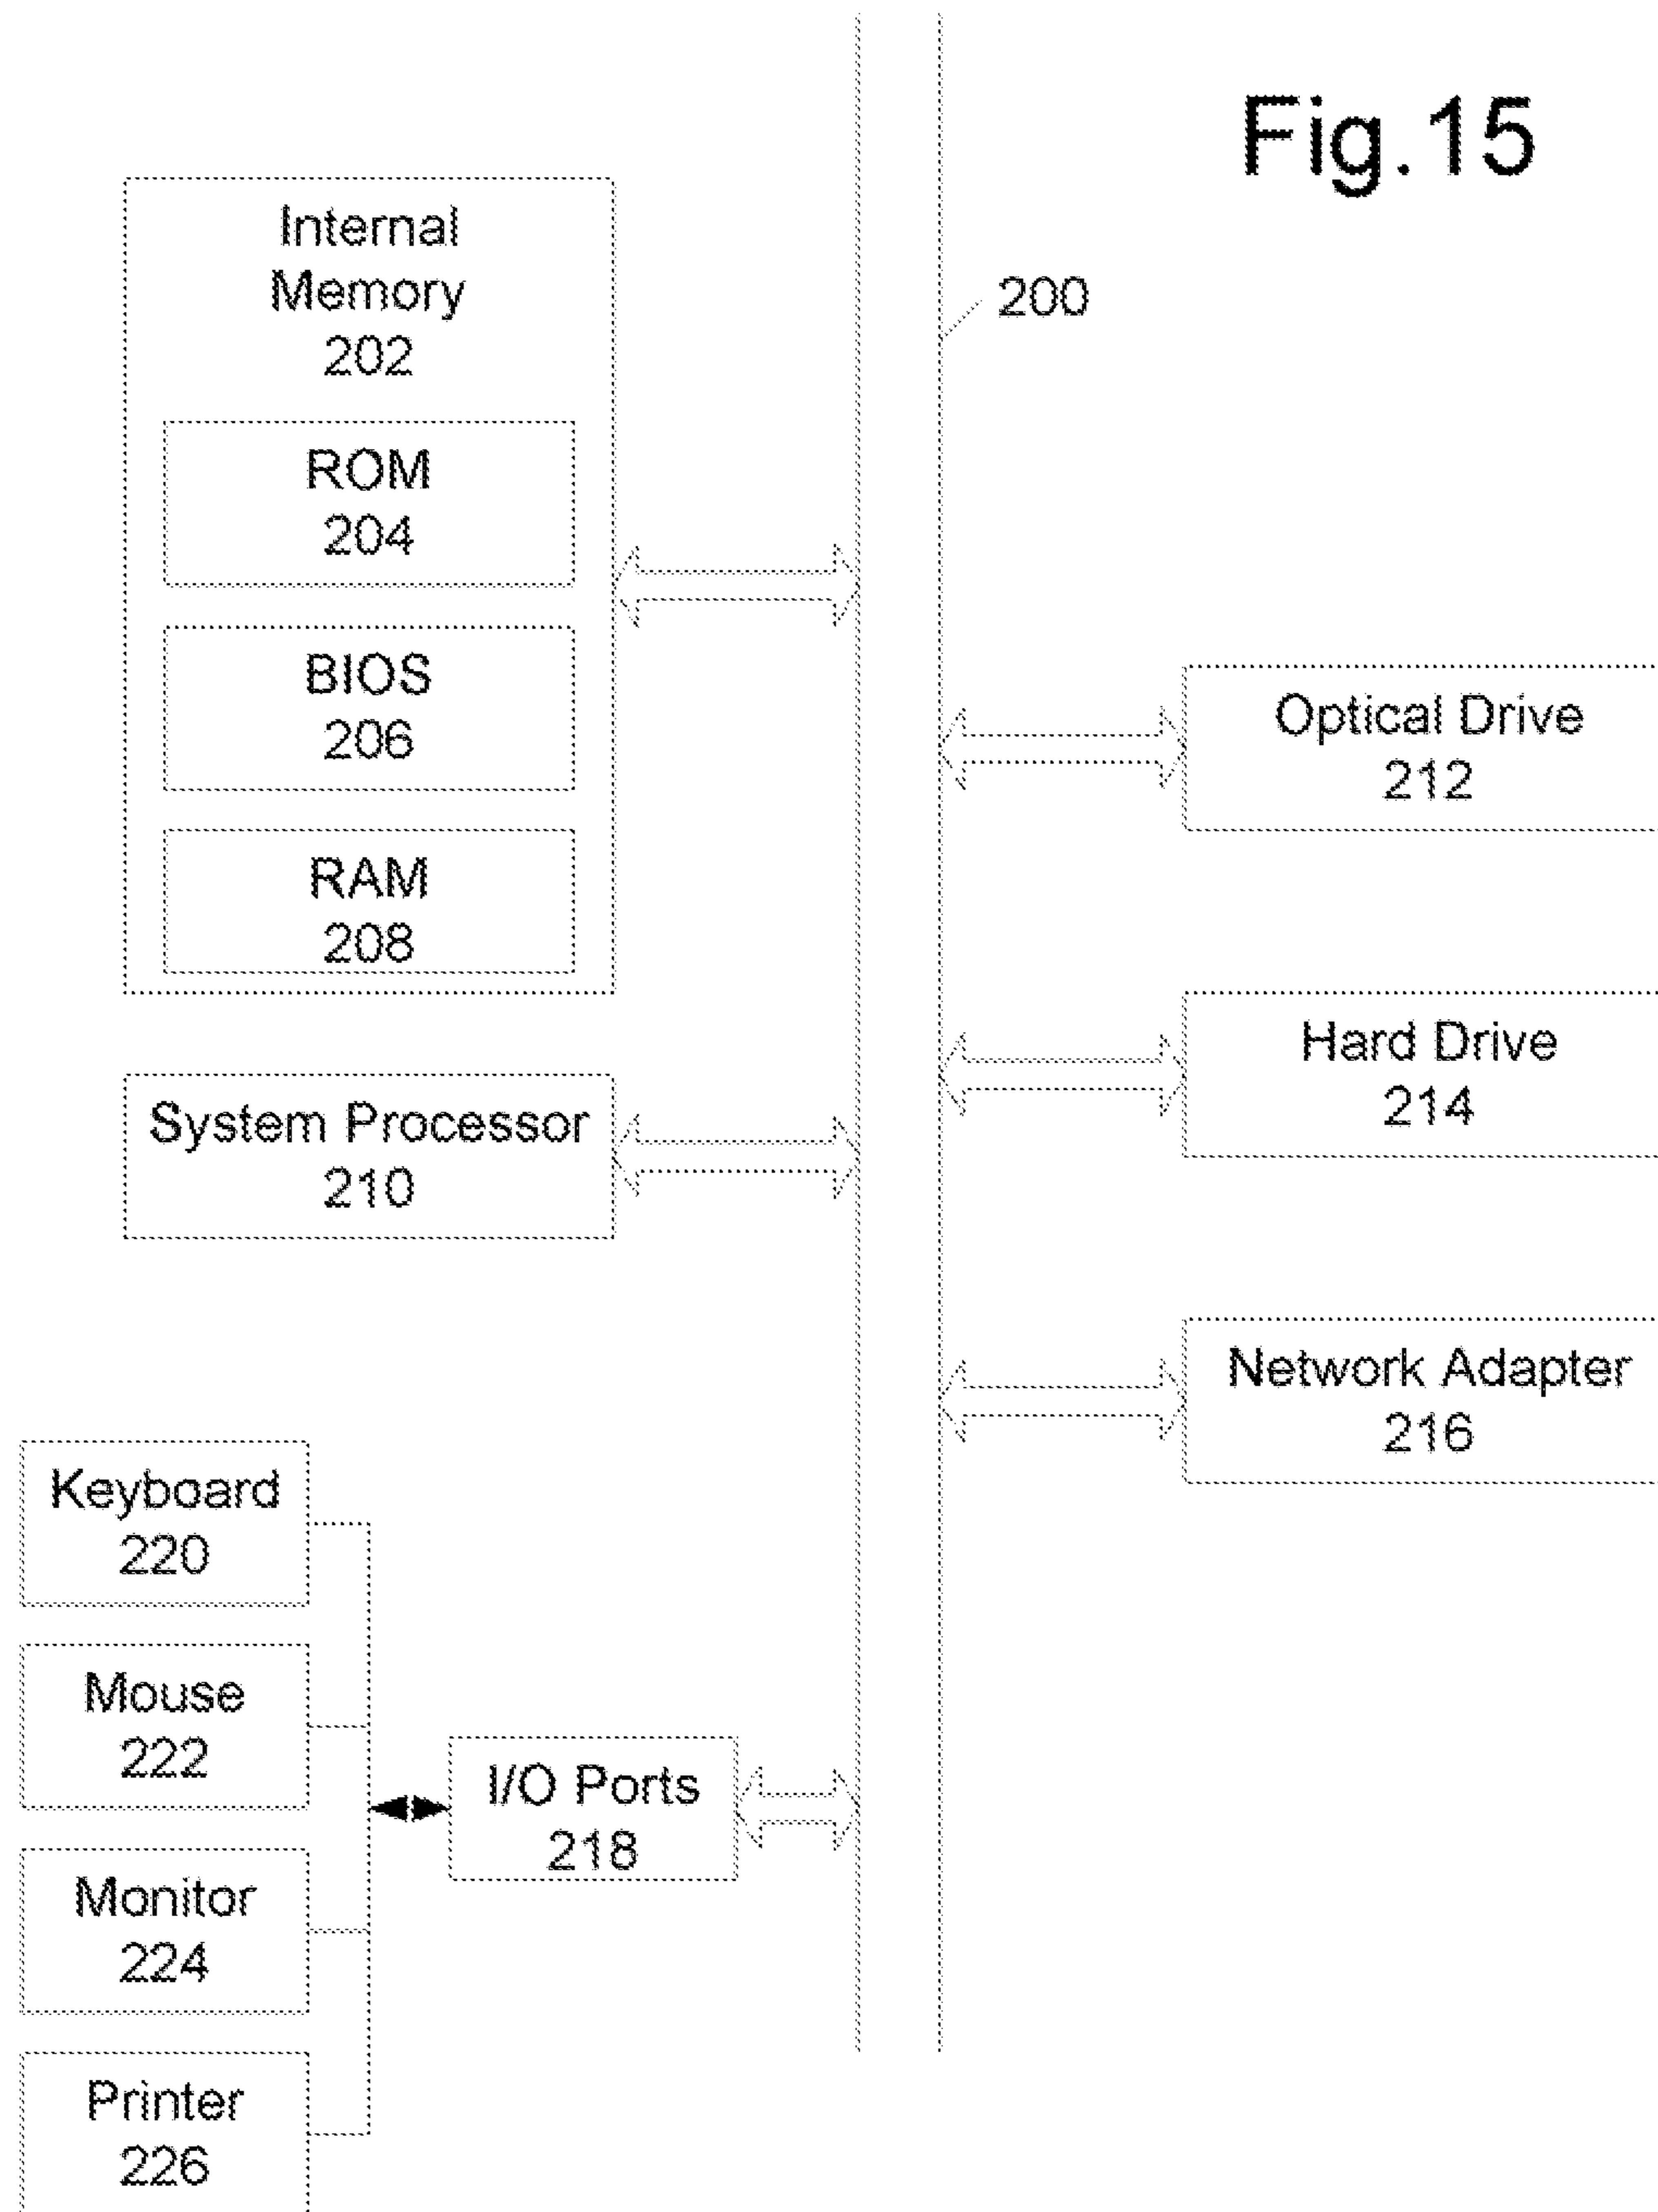 Fig.15
Internal
Memory
202
200
ROM
204
BIOS
206
RAM
208
Optical Drive
212
Hard Drive
214
System Processor
210
Network Adapter
216
Keyboard
220
Mouse
222
I/O Ports
218
Monitor
224
Printer
226